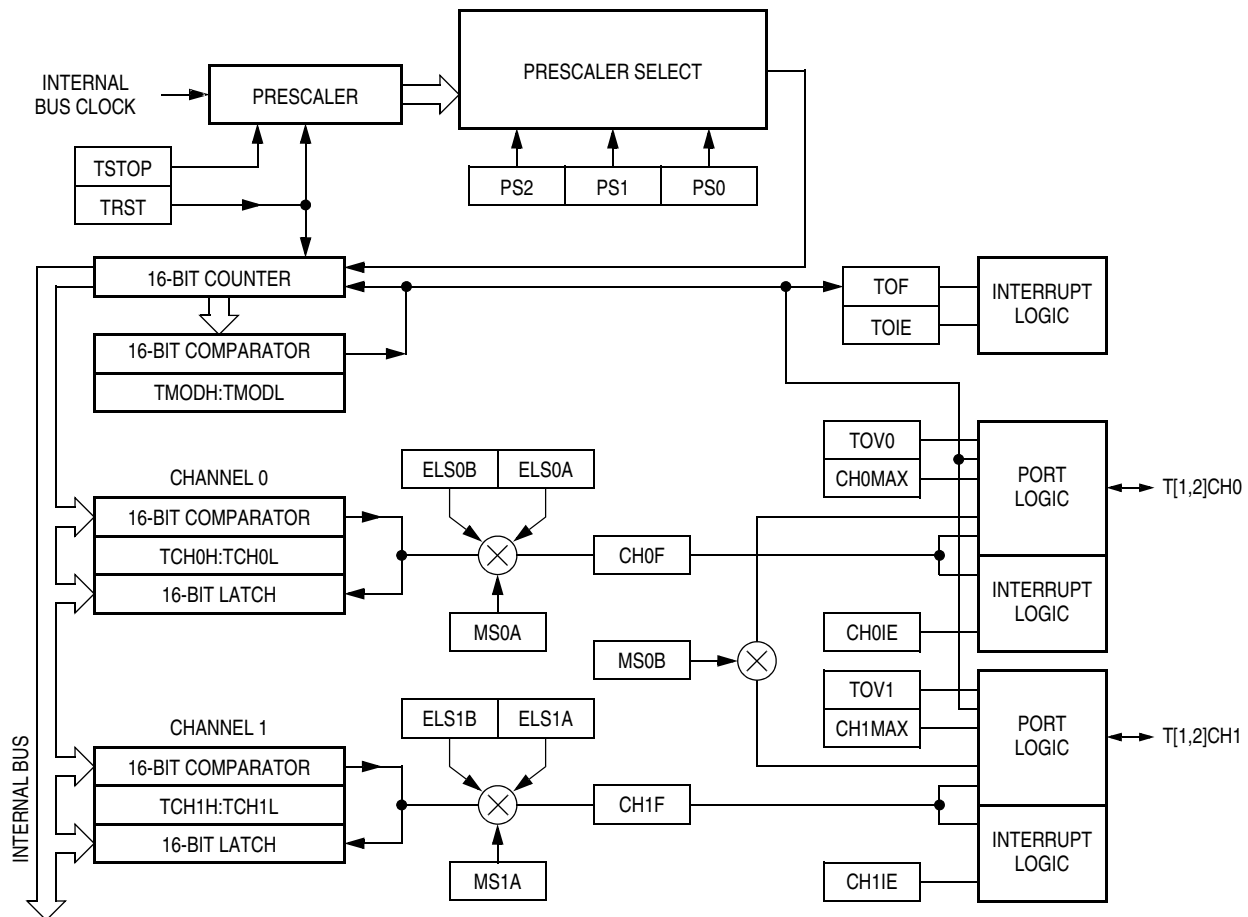 PRESCALER SELECT
INTERNAL
BUS CLOCK
PRESCALER
TSTOP
TRST
PS2
PS1
PS0
16-BIT COUNTER
TOF
TOIE
INTERRUPT
LOGIC
16-BIT COMPARATOR
TMODH:TMODL
TOV0
CH0MAX
PORT
LOGIC
T[1,2]CH0
CHANNEL 0
ELS0B
ELS0A
16-BIT COMPARATOR
TCH0H:TCH0L
16-BIT LATCH
CH0F
MS0A
INTERRUPT
LOGIC
CH0IE
MS0B
TOV1
CH1MAX
PORT
LOGIC
T[1,2]CH1
CHANNEL 1
ELS1B
ELS1A
16-BIT COMPARATOR
TCH1H:TCH1L
16-BIT LATCH
CH1F
MS1A
INTERRUPT
LOGIC
CH1IE
INTERNAL BUS